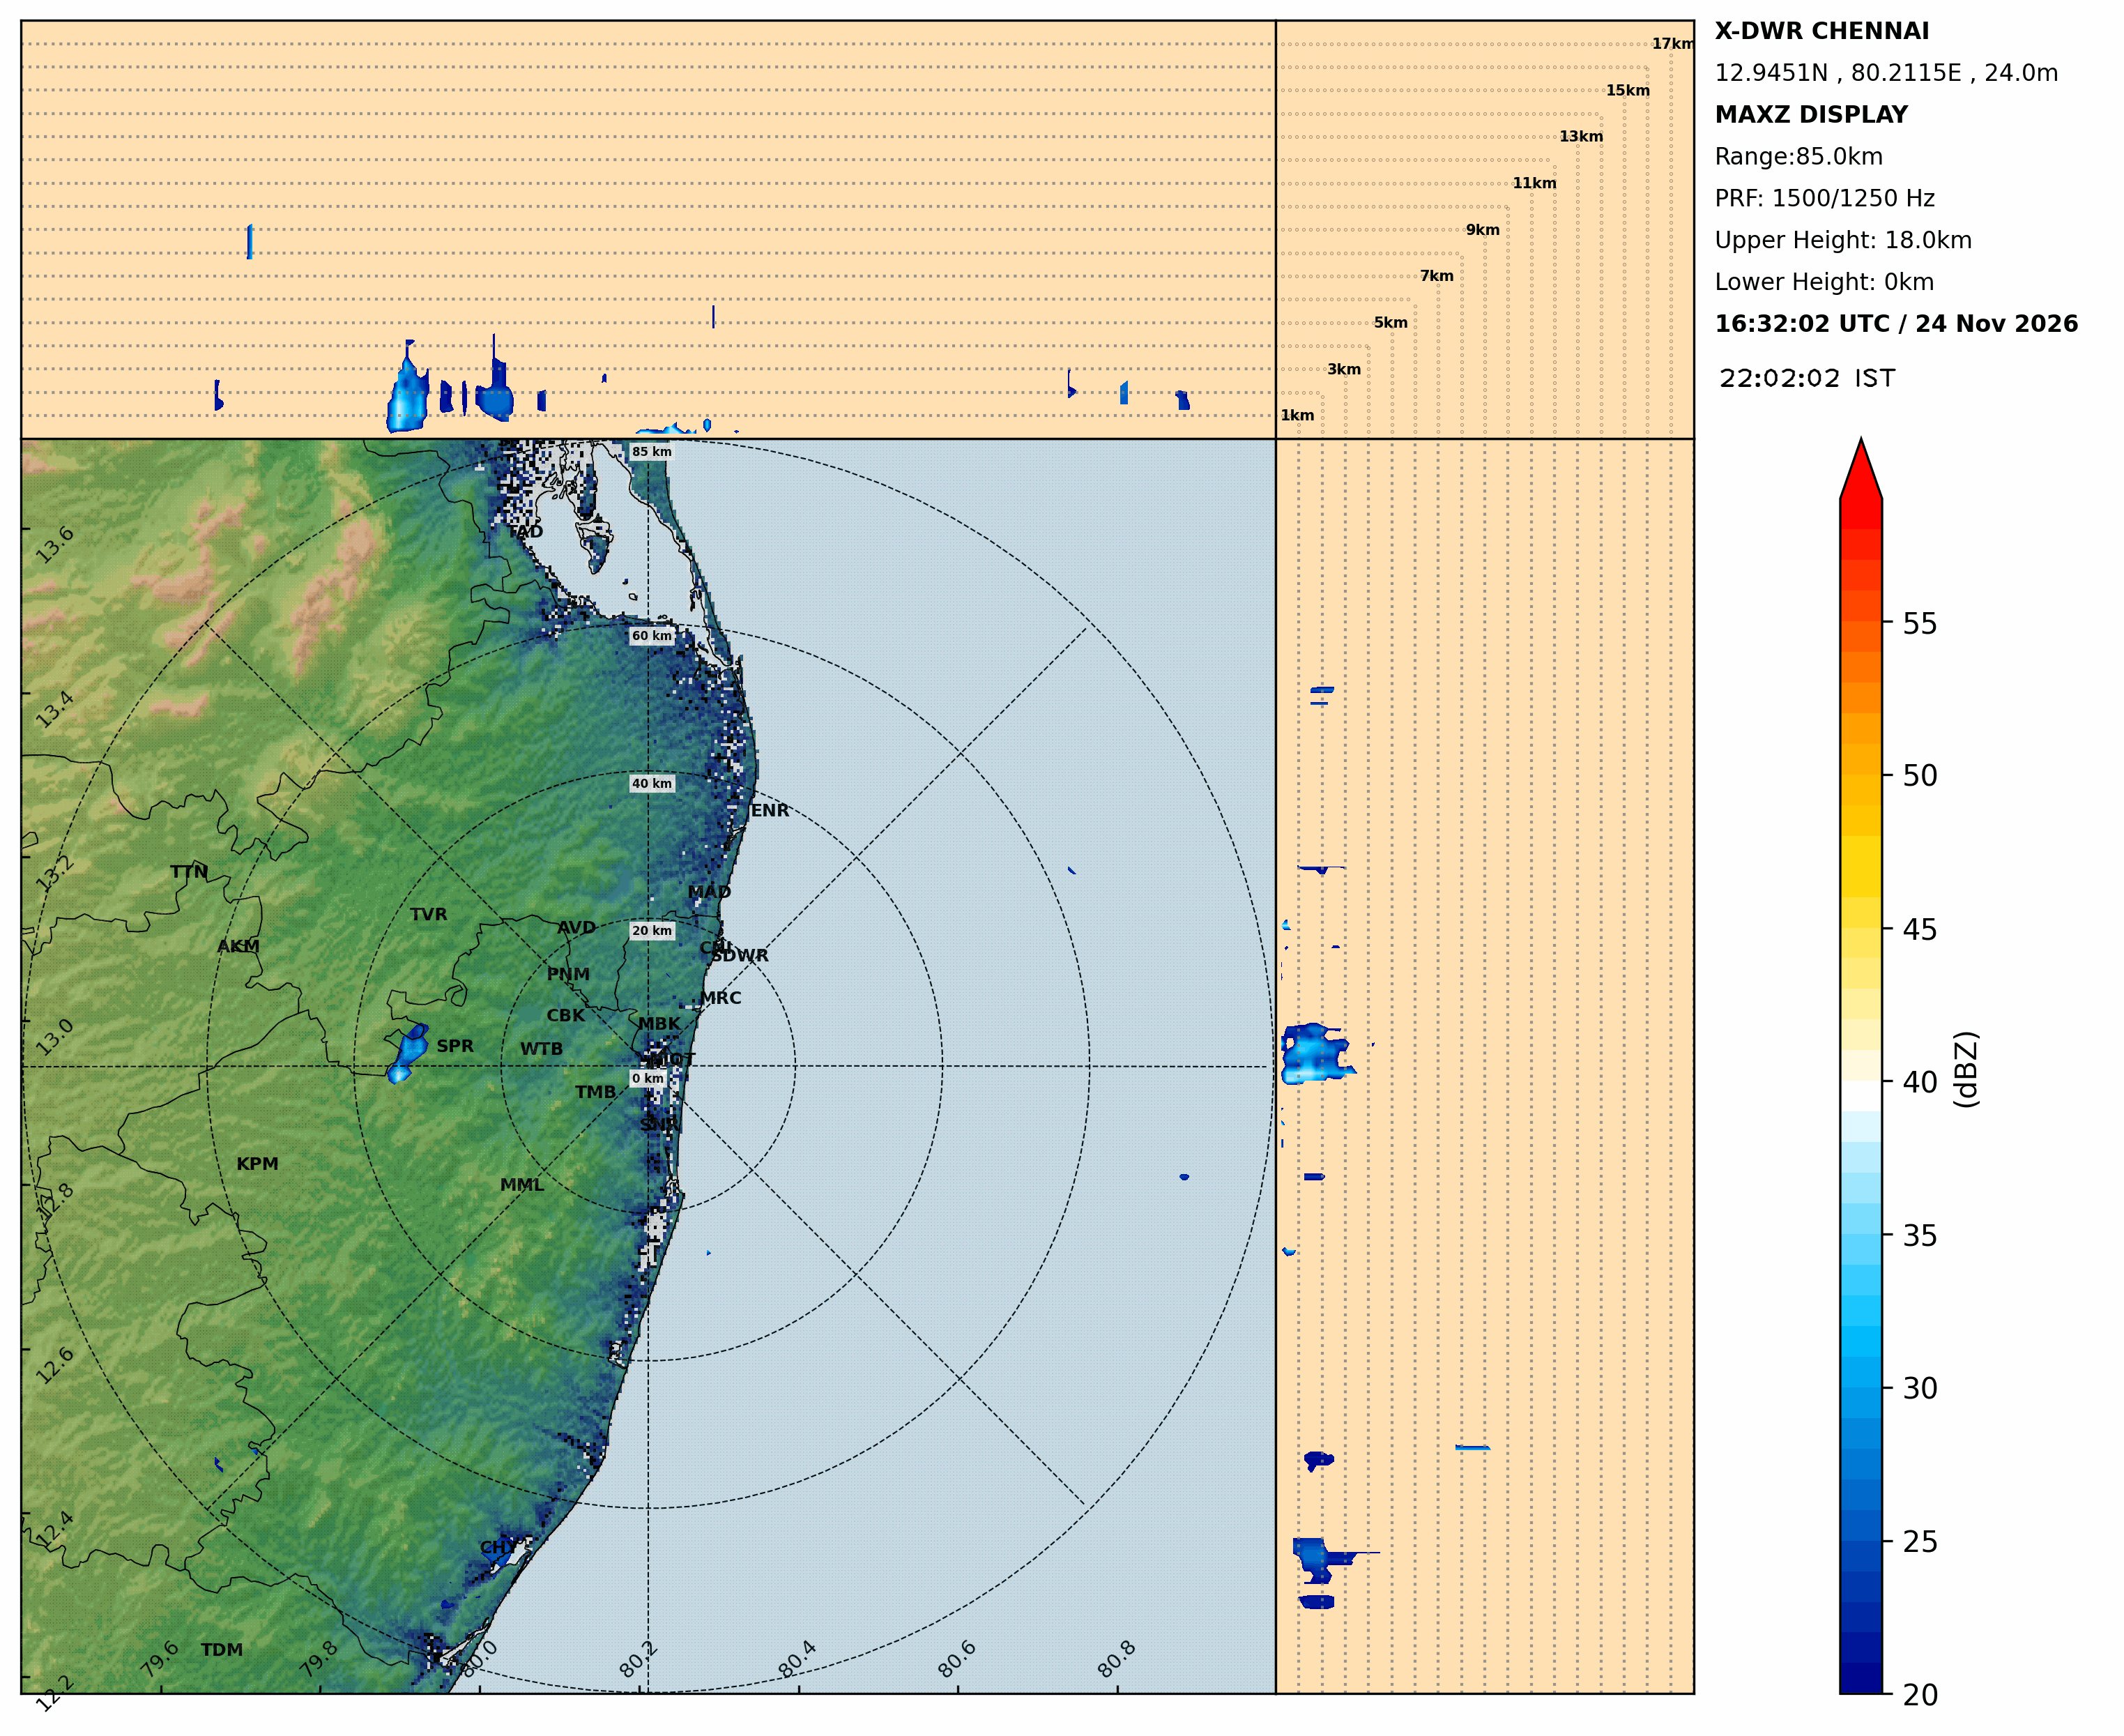 X-DWR CHENNAI
12.9451N , 80.2115E , 24.0m
MAXZ DISPLAY
Range:85.0km
PRF: 1500/1250 Hz
Upper Height: 18.0km
Lower Height: 0km
16:32:02 UTC / 24 Nov 2026
22:02:02 IST
17km
15km
13km
11km
9km
7km
5km
3km
1km
85 km
60 km
40 km
20 km
0 km
TAD
ENR
MAD
TTN
TVR
AVD
AKM
CNI
SDWR
PNM
MRC
CBK
MBK
SPR
WTB
TMB
SNR
KPM
MML
CHY
TDM
13.6
13.4
13.2
13.0
12.8
12.6
12.4
12.2
79.6
79.8
80.0
80.2
80.4
80.6
80.8
55
50
45
40
35
30
25
20
(dBZ)